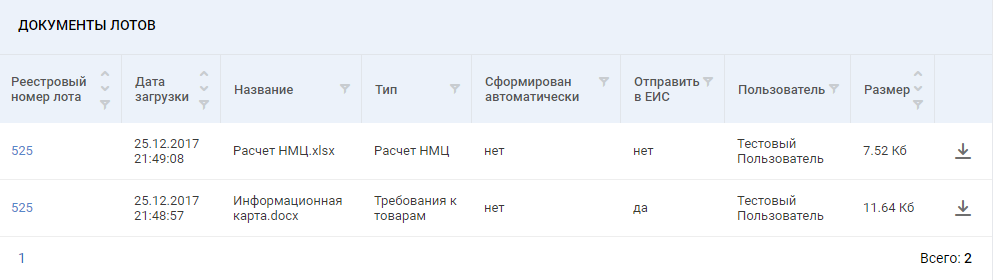 ДОКУМЕНТЫ ЛОТОВ
Реестровый номер лота Дата загрузки Название Тип Сформирован автоматически Отправить в ЕИС Пользователь Размер
525 25.12.2017 21:49:08 Расчет НМЦ.xlsx Расчет НМЦ нет нет Тестовый Пользователь 7.52 Кб
525 25.12.2017 21:48:57 Информационная карта.docx Требования к товарам нет да Тестовый Пользователь 11.64 Кб
1 Всего: 2